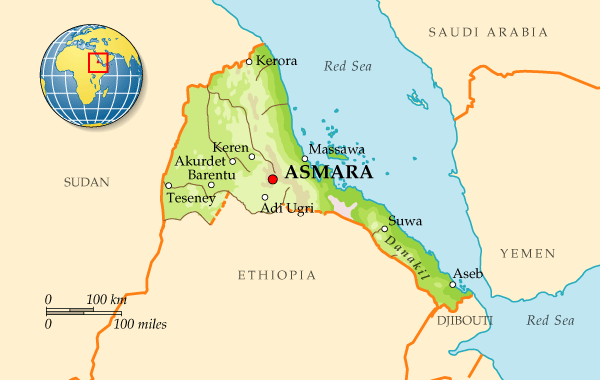 SAUDI ARABIA
Kerora
Red Sea
Keren
Massawa
Akurdet
Barentu
ASMARA
SUDAN
Teseney
Adi Ugri
Suwa
Danakil
YEMEN
ETHIOPIA
Aseb
0 100 km
0 100 miles
DJIBOUTI
Red Sea